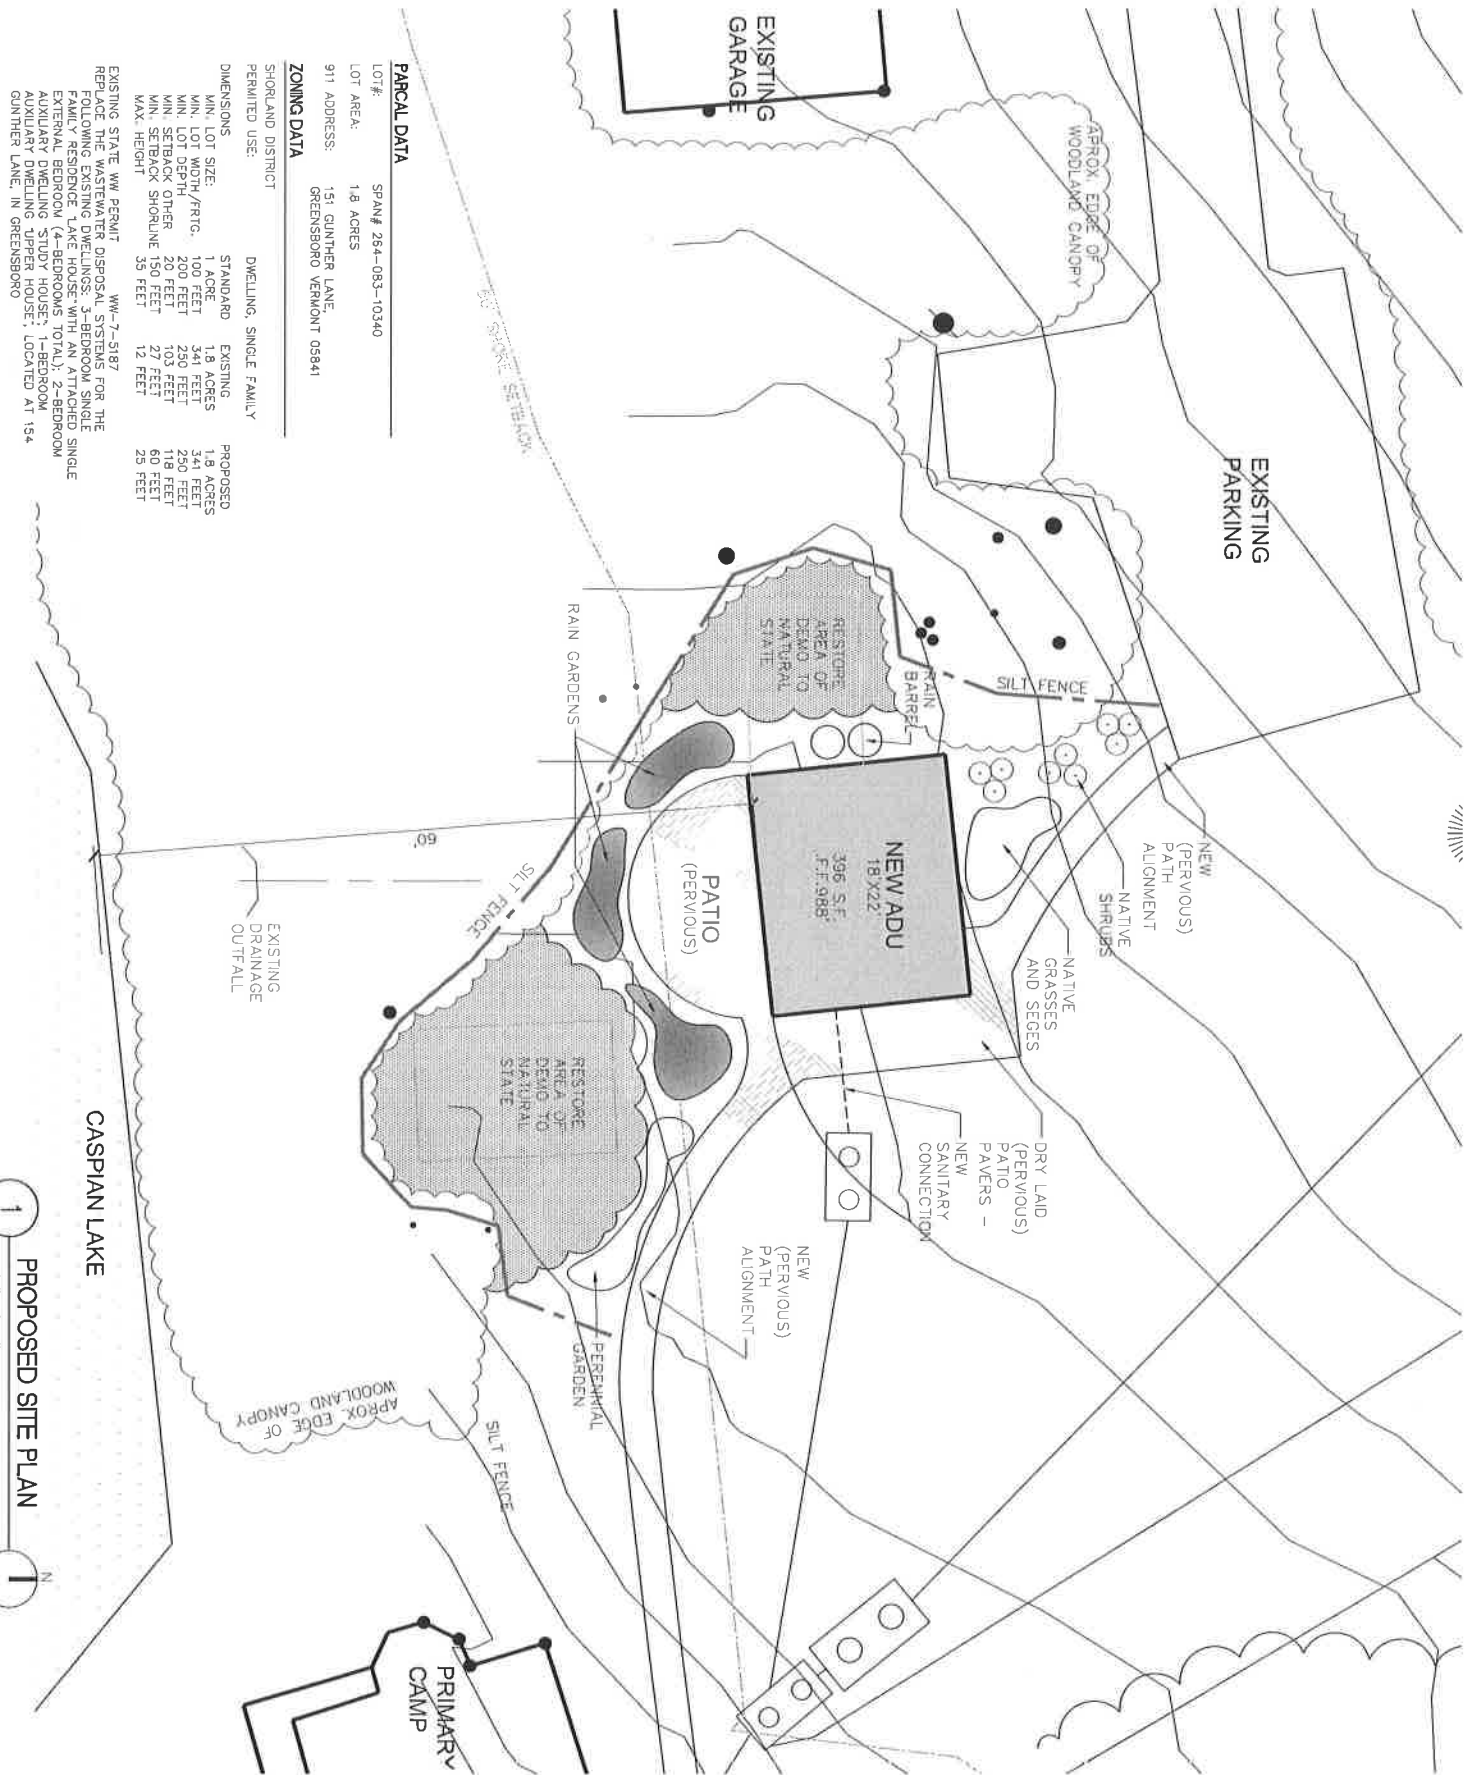 EXISTING
GARAGE
APROX. EDGE OF
WOODLAND CANOPY
EXISTING
PARKING
PARCAL DATA
LOT#: SPAN# 264-083-10340
LOT AREA: 1.8 ACRES
911 ADDRESS: 151 GUNTHER LANE,
GREENSBORO VERMONT 05841
ZONING DATA
SHORLAND DISTRICT
PERMITED USE: DWELLING, SINGLE FAMILY
DIMENSIONS STANDARD EXISTING PROPOSED
MIN. LOT SIZE: 1 ACRE 1.8 ACRES 1.8 ACRES
MIN. LOT WIDTH/FRTG. 100 FEET 341 FEET 341 FEET
MIN. LOT DEPTH 200 FEET 250 FEET 250 FEET
MIN. SETBACK OTHER 20 FEET 103 FEET 118 FEET
MIN. SETBACK SHORLINE 150 FEET 27 FEET 60 FEET
MAX. HEIGHT 35 FEET 12 FEET 25 FEET
EXISTING STATE WW PERMIT WW-7-5187
REPLACE THE WASTEWATER DISPOSAL SYSTEMS FOR THE
FOLLOWING EXISTING DWELLINGS: 3-BEDROOM SINGLE
FAMILY RESIDENCE "LAKE HOUSE" WITH AN ATTACHED SINGLE
EXTERNAL BEDROOM (4-BEDROOMS TOTAL); 2-BEDROOM
AUXILIARY DWELLING "STUDY HOUSE"; 1-BEDROOM
AUXILIARY DWELLING "UPPER HOUSE", LOCATED AT 154
GUNTHER LANE, IN GREENSBORO
60' SHORE SETBACK
RESTORE
AREA OF
DEMO TO
NATURAL
STATE
RAIN
BARREL
SILT FENCE
RAIN GARDENS
NEW
(PERVIOUS)
PATH
ALIGNMENT
NATIVE
SHRUBS
NATIVE
GRASSES
AND SEGES
NEW ADU
18'X22'
396 S.F.
F.F.988'
PATIO
(PERVIOUS)
60'
SILT FENCE
EXISTING
DRAINAGE
OUTFALL
DRY LAID
(PERVIOUS)
PATIO
PAVERS -
NEW
SANITARY
CONNECTION
RESTORE
AREA OF
DEMO TO
NATURAL
STATE
NEW
(PERVIOUS)
PATH
ALIGNMENT
PERENNIAL
GARDEN
APROX. EDGE OF
WOODLAND CANOPY
SILT FENCE
CASPIAN LAKE
PRIMARY
CAMP
1
PROPOSED SITE PLAN
N